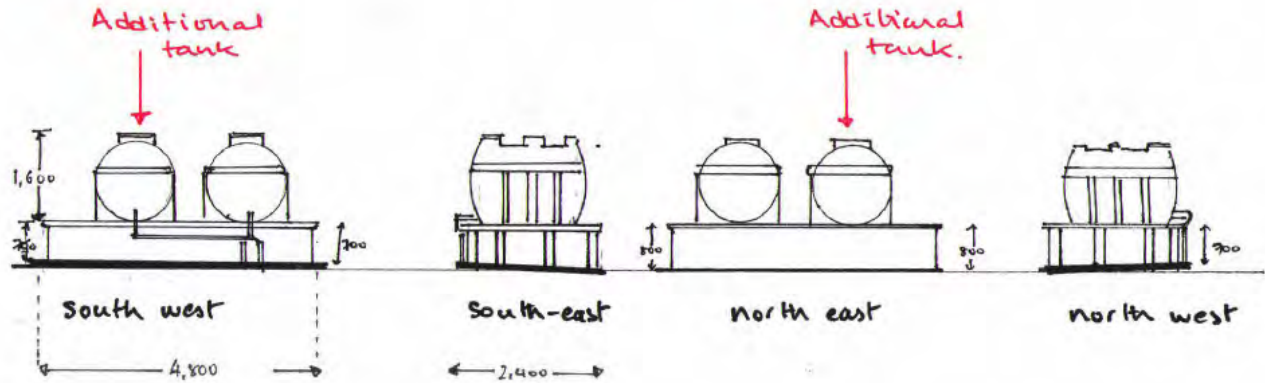 Additional
tank
Additional
tank.
1,600
700
800
800
700
south west
south-east
north east
north west
4,800
2,400